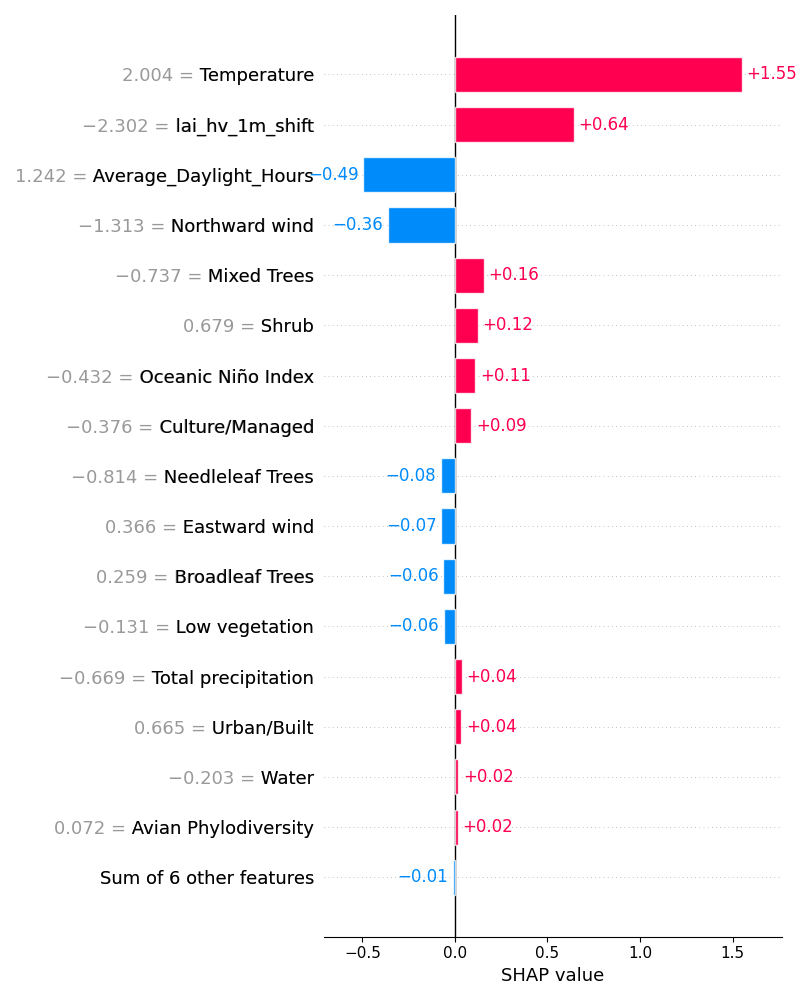 2.004 = Temperature +1.55
−2.302 = lai_hv_1m_shift +0.64
1.242 = Average_Daylight_Hours −0.49
−1.313 = Northward wind −0.36
−0.737 = Mixed Trees +0.16
0.679 = Shrub +0.12
−0.432 = Oceanic Niño Index +0.11
−0.376 = Culture/Managed +0.09
−0.814 = Needleleaf Trees −0.08
0.366 = Eastward wind −0.07
0.259 = Broadleaf Trees −0.06
−0.131 = Low vegetation −0.06
−0.669 = Total precipitation +0.04
0.665 = Urban/Built +0.04
−0.203 = Water +0.02
0.072 = Avian Phylodiversity +0.02
Sum of 6 other features −0.01
−0.5 0.0 0.5 1.0 1.5
SHAP value